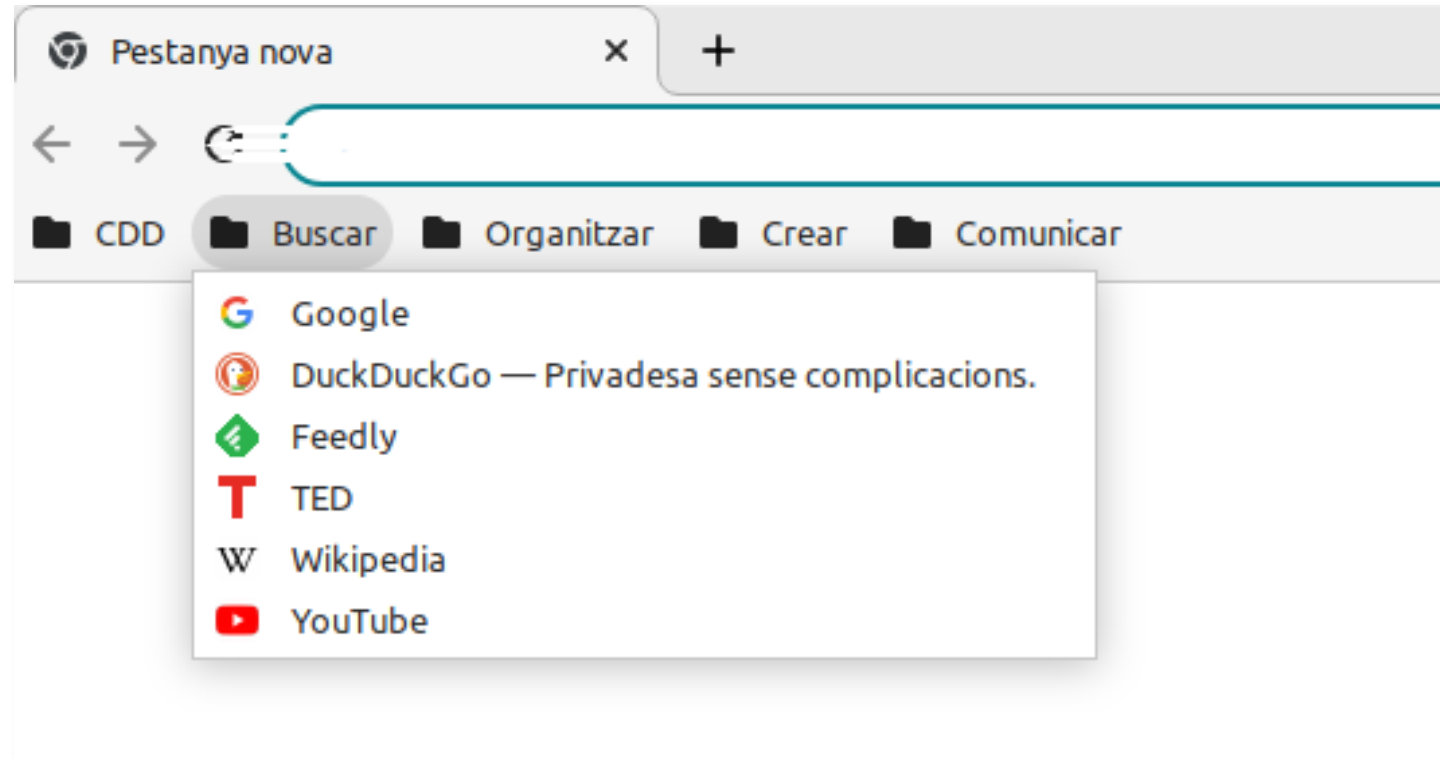 Pestanya nova
CDD Buscar Organitzar Crear Comunicar
Google
DuckDuckGo — Privadesa sense complicacions.
Feedly
TED
Wikipedia
YouTube